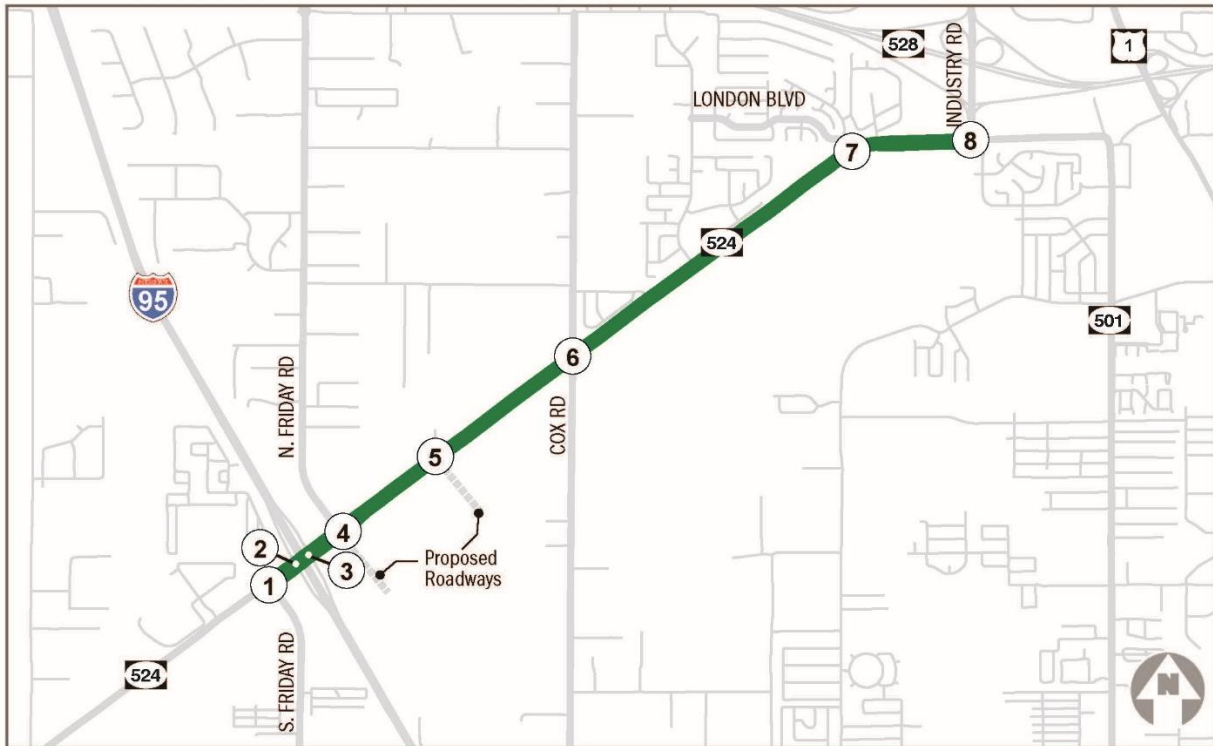 528
INDUSTRY RD
1
LONDON BLVD
7
8
524
95
501
N. FRIDAY RD
6
COX RD
5
4
2
3
1
Proposed
Roadways
S. FRIDAY RD
524
N